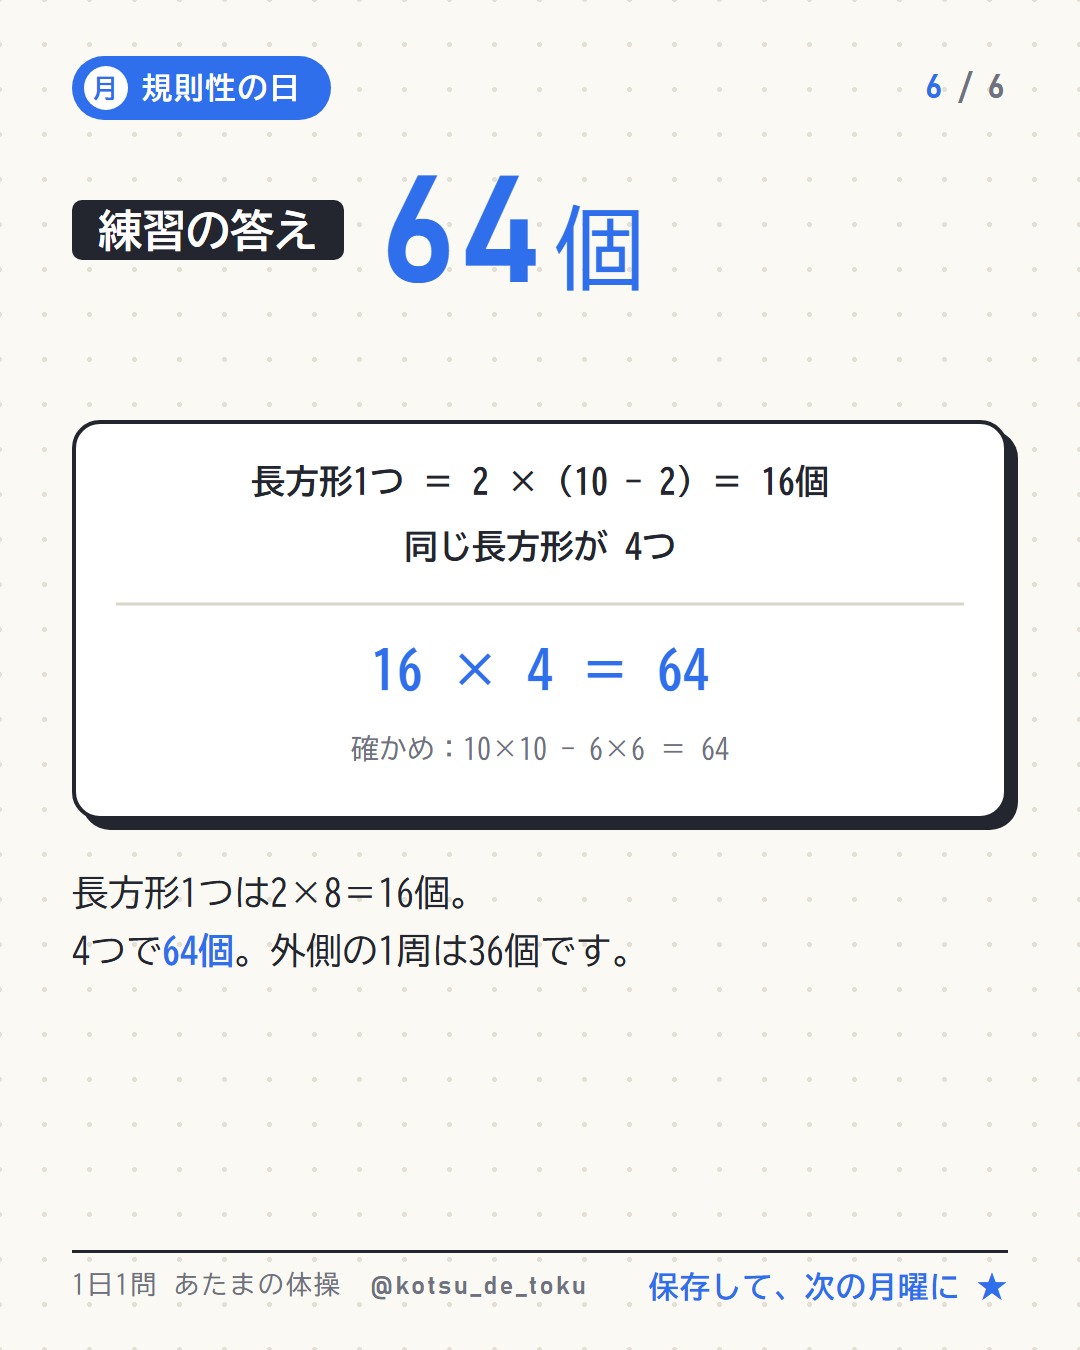 月 規則性の日
6 / 6
練習の答え 64個
長方形1つ ＝ 2 ×（10 − 2）＝ 16個
同じ長方形が 4つ
16 × 4 ＝ 64
確かめ：10×10 − 6×6 ＝ 64
長方形1つは2×8＝16個。
4つで64個。外側の1周は36個です。
1日1問 あたまの体操 @kotsu_de_toku 保存して、次の月曜に ★